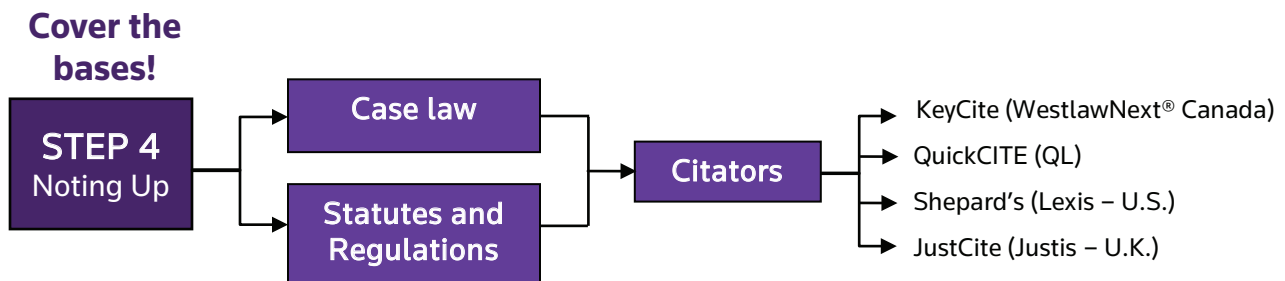 Cover the
bases!
STEP 4
Noting Up
Case law
Statutes and
Regulations
Citators
KeyCite (WestlawNext® Canada)
QuickCITE (QL)
Shepard’s (Lexis – U.S.)
JustCite (Justis – U.K.)